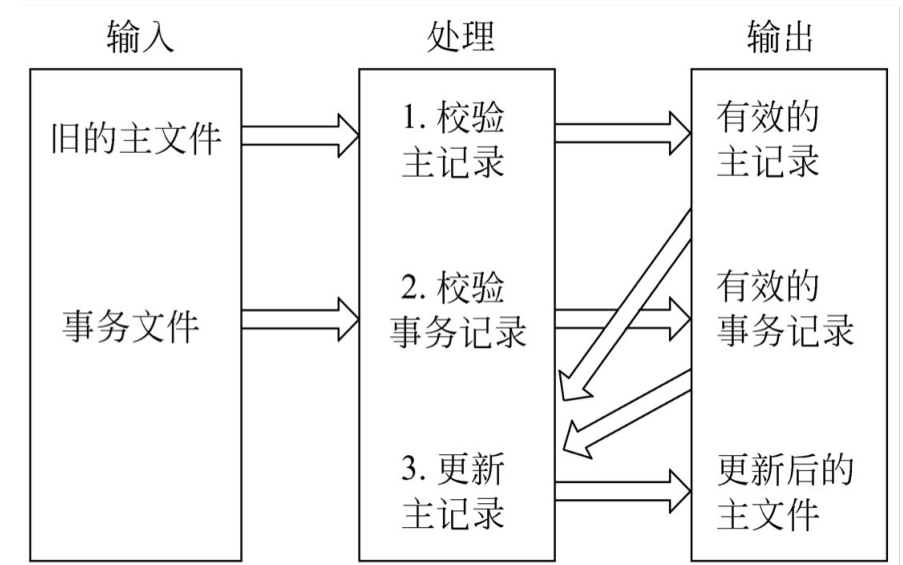 输入
处理
输出
旧的主文件
1. 校验
主记录
有效的
主记录
事务文件
2. 校验
事务记录
有效的
事务记录
3. 更新
主记录
更新后的
主文件